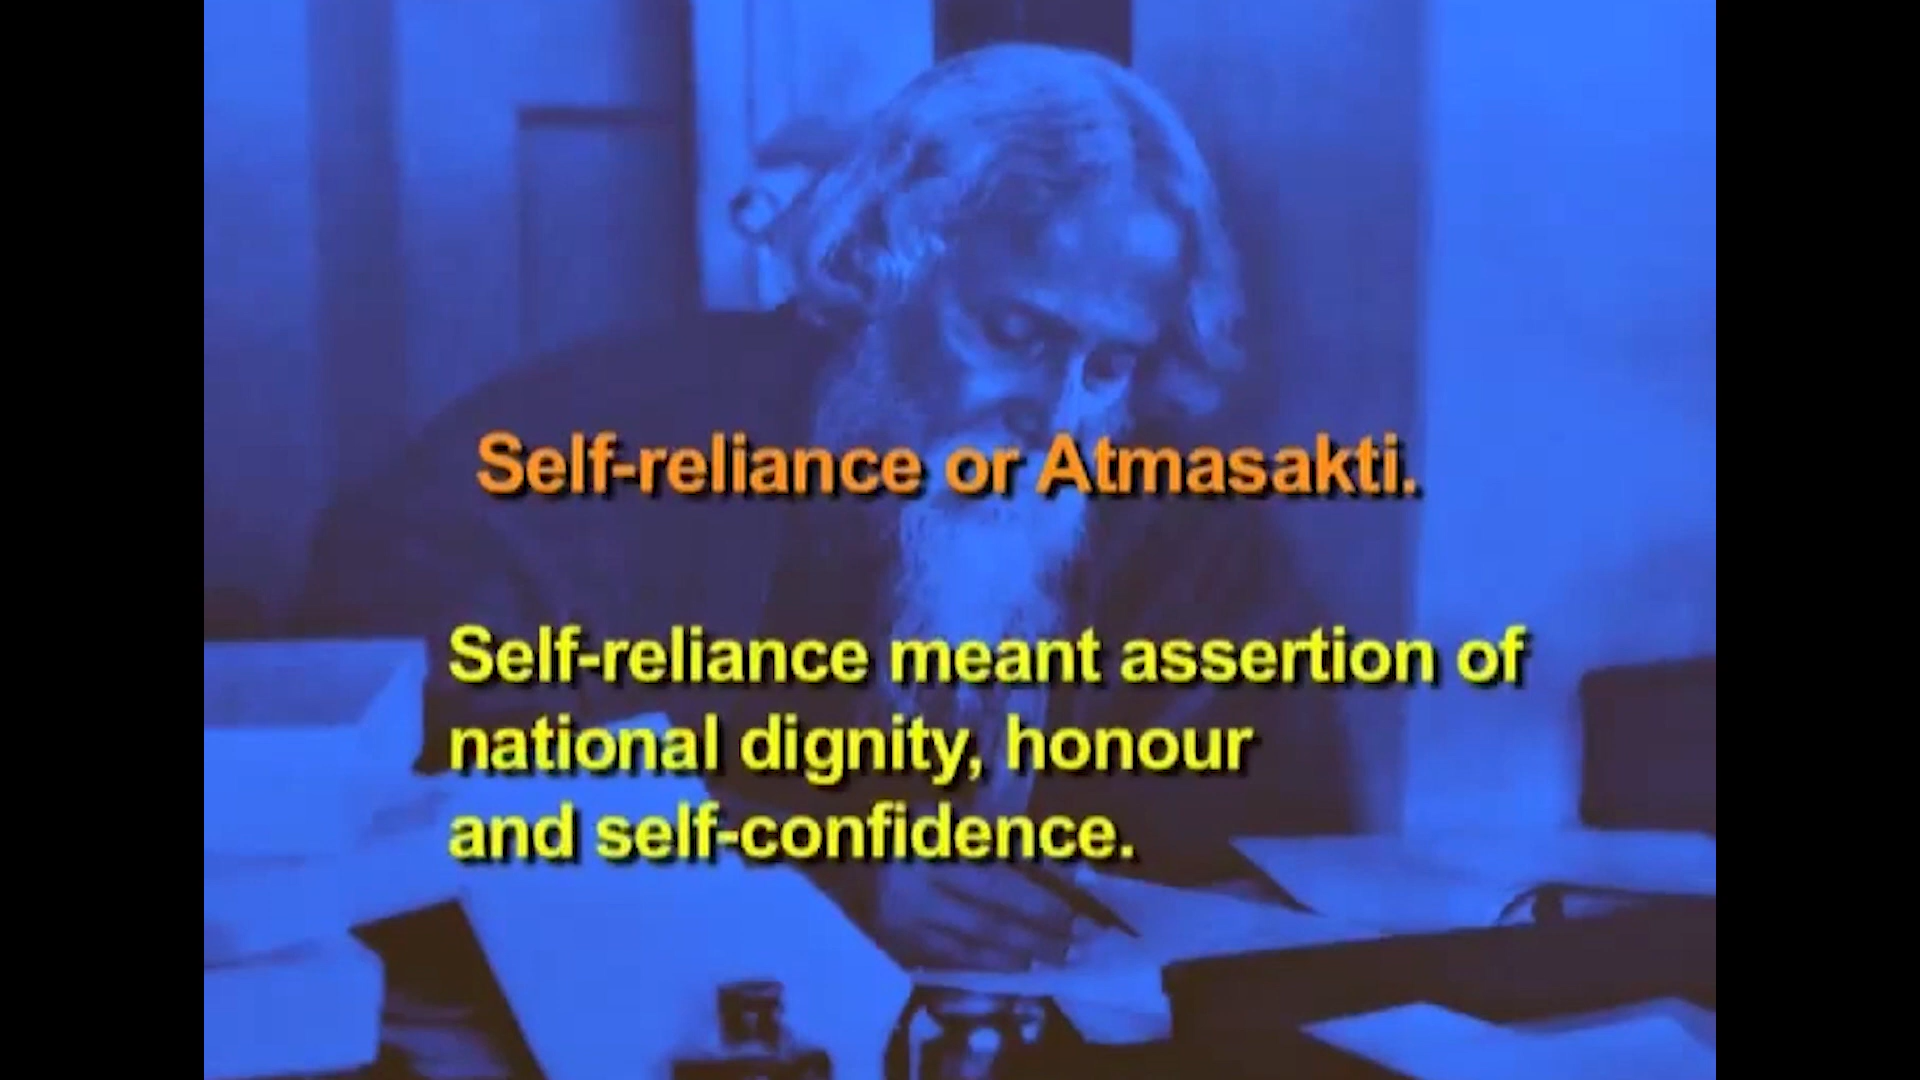 Self-reliance or Atmasakti.
Self-reliance meant assertion of
national dignity, honour
and self-confidence.